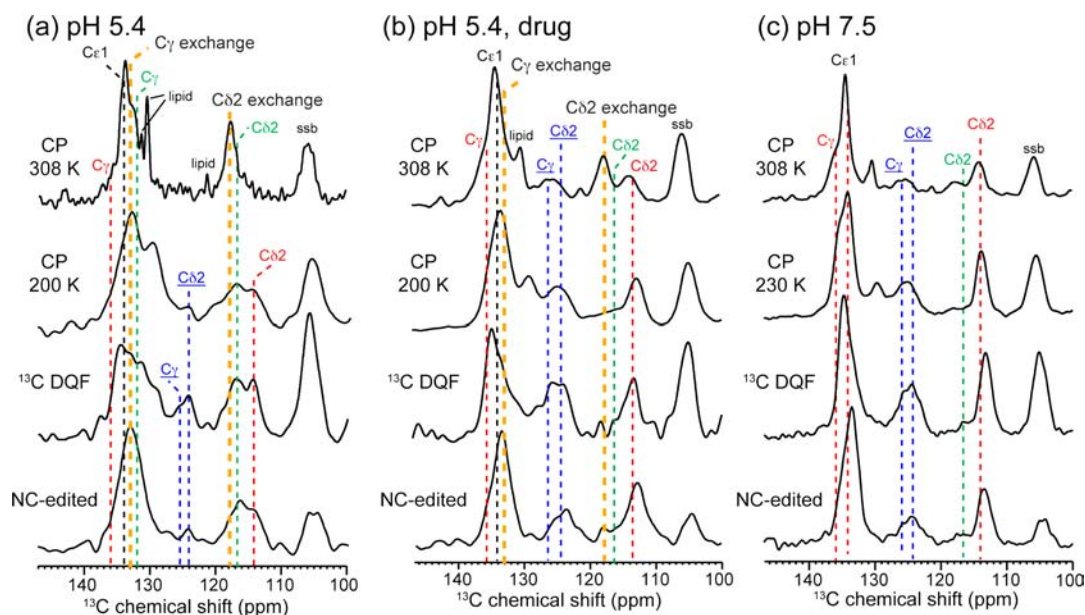 (a) pH 5.4
Cε1
Cγ exchange
Cγ
lipid
Cδ2 exchange
Cδ2
ssb
lipid
Cγ
CP
308 K
CP
200 K
Cδ2
Cδ2
¹³C DQF
Cγ
NC-edited
140 130 120 110 100
¹³C chemical shift (ppm)
(b) pH 5.4, drug
Cε1
Cγ exchange
Cδ2 exchange
Cγ
lipid
Cδ2
Cγ
Cδ2
Cδ2
ssb
CP
308 K
CP
200 K
¹³C DQF
NC-edited
140 130 120 110 100
¹³C chemical shift (ppm)
(c) pH 7.5
Cε1
Cγ
Cδ2
Cγ
Cδ2
Cδ2
ssb
CP
308 K
CP
230 K
¹³C DQF
NC-edited
140 130 120 110 100
¹³C chemical shift (ppm)